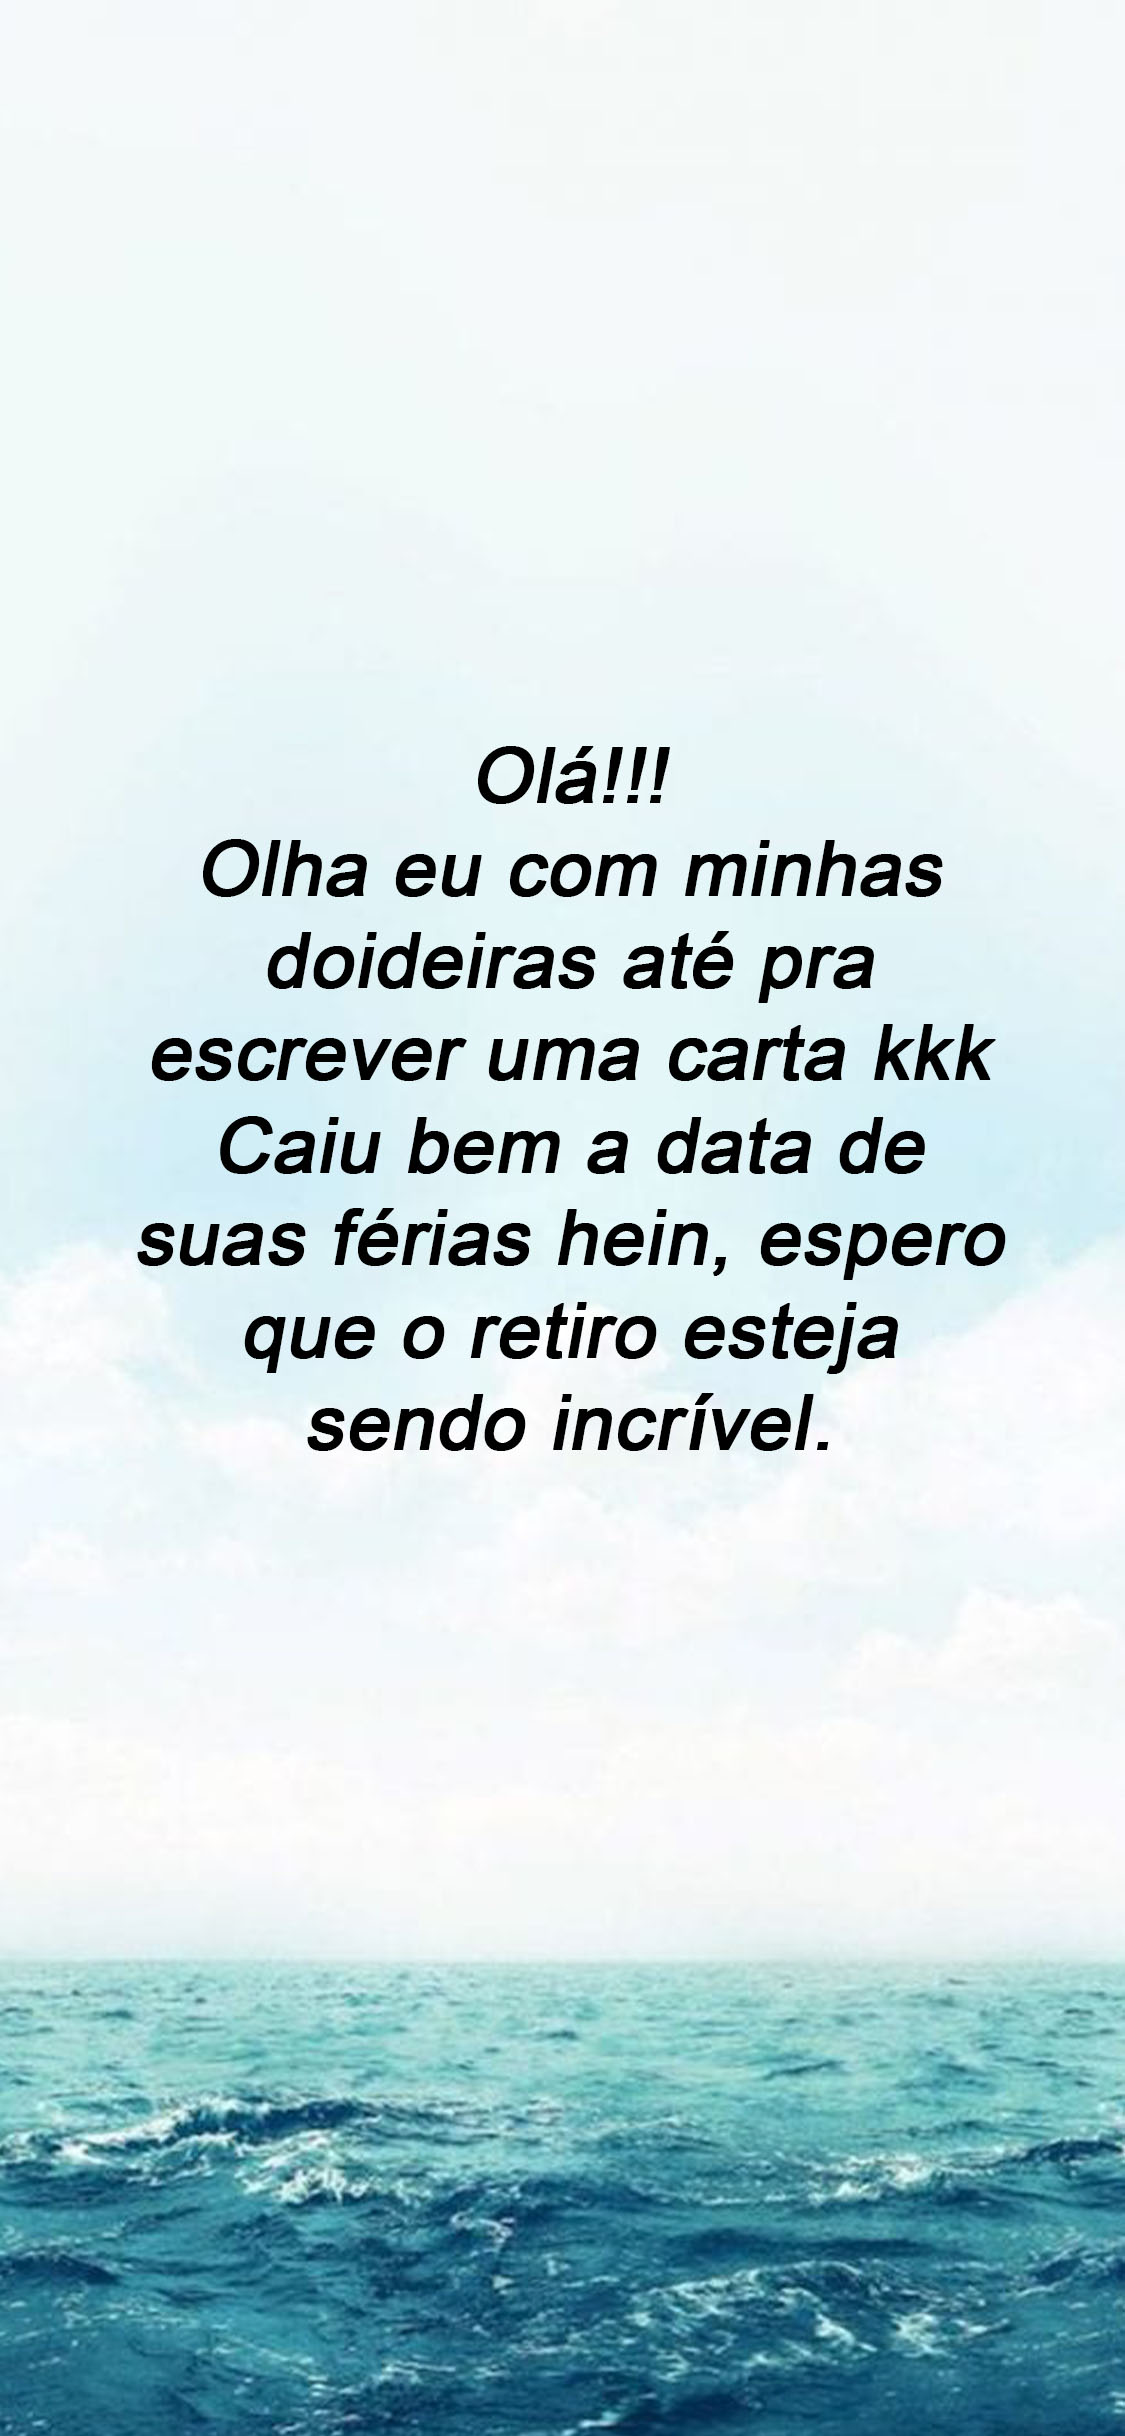 Olá!!!
Olha eu com minhas
doideiras até pra
escrever uma carta kkk
Caiu bem a data de
suas férias hein, espero
que o retiro esteja
sendo incrível.